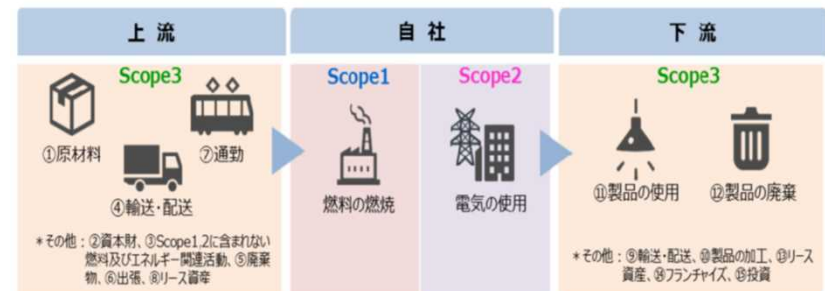 上 流
自 社
下 流
Scope3
Scope1
Scope2
Scope3
①原材料
⑦通勤
④輸送・配送
燃料の燃焼
電気の使用
⑪製品の使用
⑫製品の廃棄
＊その他：②資本財、③Scope1,2に含まれない
燃料及びエネルギー関連活動、⑤廃棄
物、⑥出張、⑧リース資産
＊その他：⑨輸送・配送、⑩製品の加工、⑬リース
資産、⑭フランチャイズ、⑮投資